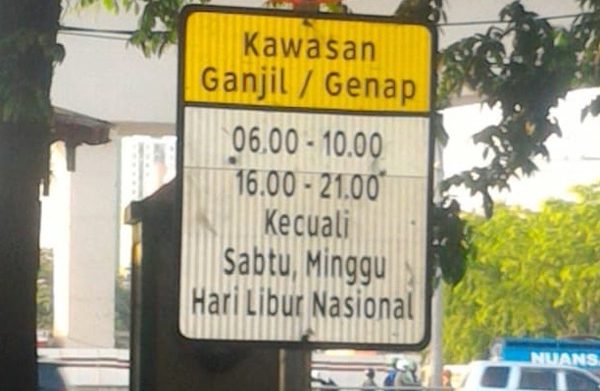 Kawasan
Ganjil / Genap
06.00 - 10.00
16.00 - 21.00
Kecuali
Sabtu, Minggu
Hari Libur Nasional
NUANS